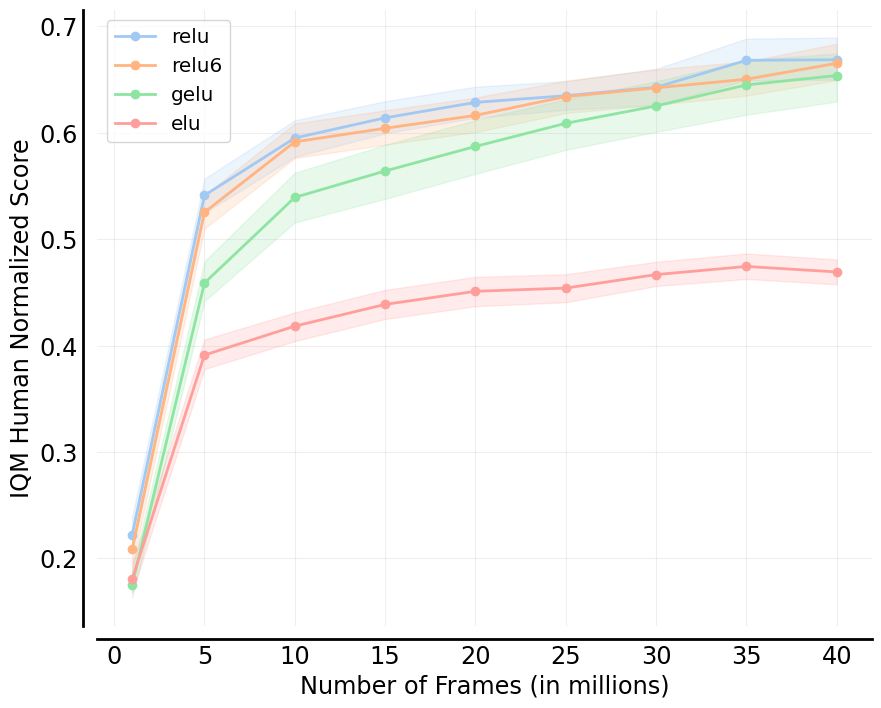 relu
relu6
gelu
elu
IQM Human Normalized Score
0.7
0.6
0.5
0.4
0.3
0.2
0 5 10 15 20 25 30 35 40
Number of Frames (in millions)